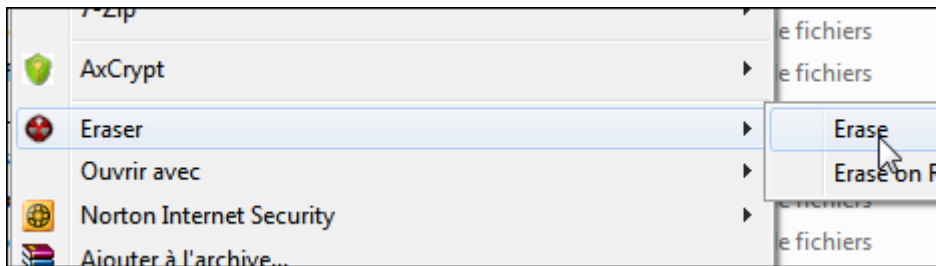 7-Zip
e fichiers
AxCrypt
e fichiers
Eraser
Erase
Ouvrir avec
Erase on R
Norton Internet Security
e fichiers
Ajouter à l'archive...
e fichiers